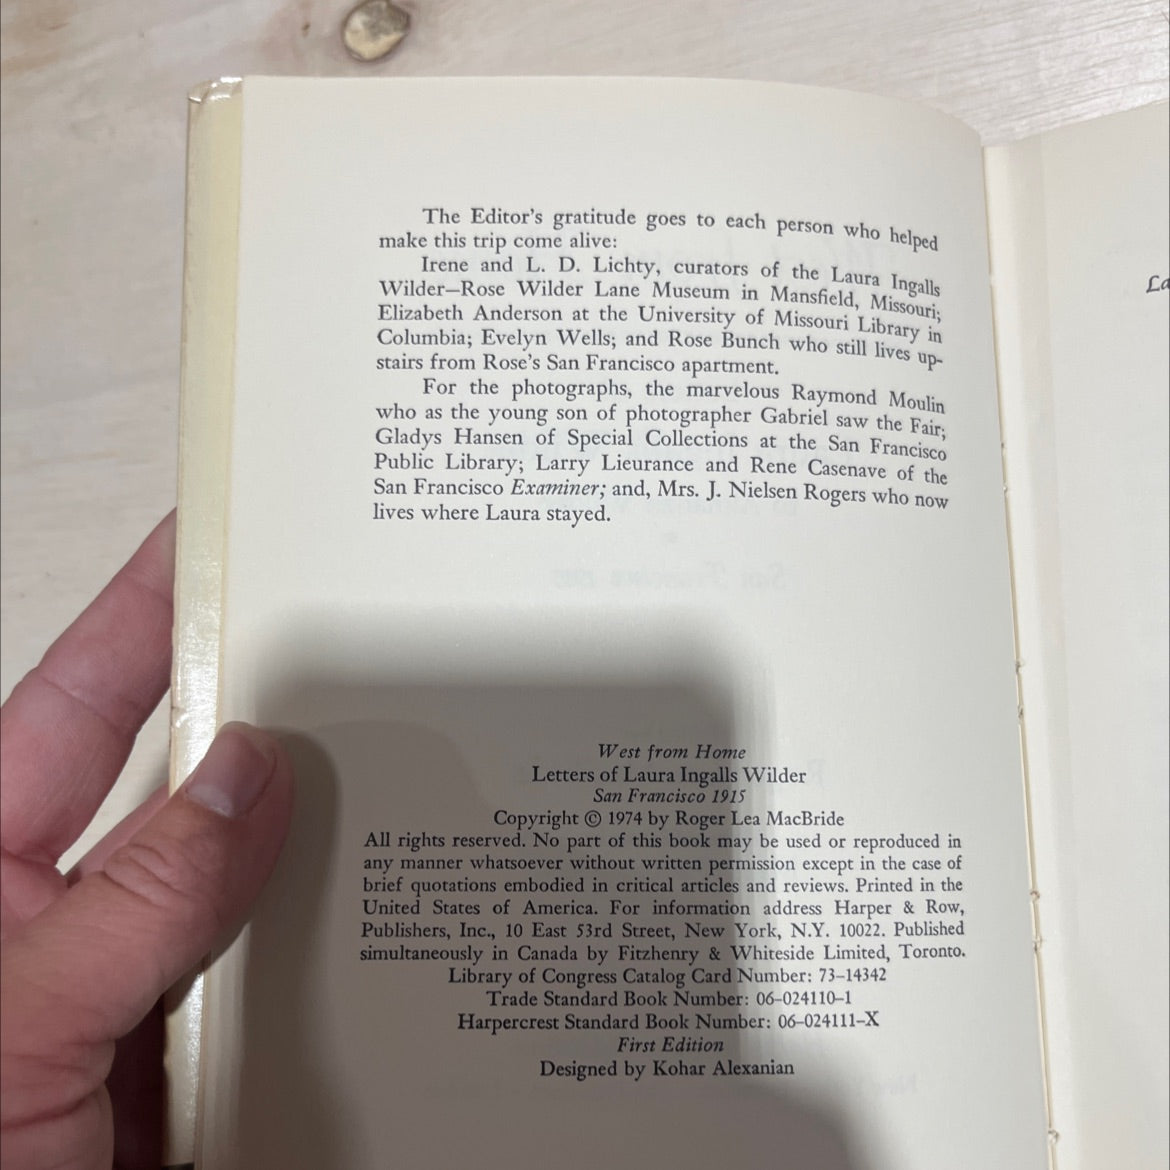 The Editor's gratitude goes to each person who helped
make this trip come alive:
Irene and L. D. Lichty, curators of the Laura Ingalls
Wilder—Rose Wilder Lane Museum in Mansfield, Missouri;
Elizabeth Anderson at the University of Missouri Library in
Columbia; Evelyn Wells; and Rose Bunch who still lives up-
stairs from Rose's San Francisco apartment.
For the photographs, the marvelous Raymond Moulin
who as the young son of photographer Gabriel saw the Fair;
Gladys Hansen of Special Collections at the San Francisco
Public Library; Larry Lieurance and Rene Casenave of the
San Francisco Examiner; and, Mrs. J. Nielsen Rogers who now
lives where Laura stayed.
West from Home
Letters of Laura Ingalls Wilder
San Francisco 1915
Copyright © 1974 by Roger Lea MacBride
All rights reserved. No part of this book may be used or reproduced in
any manner whatsoever without written permission except in the case of
brief quotations embodied in critical articles and reviews. Printed in the
United States of America. For information address Harper & Row,
Publishers, Inc., 10 East 53rd Street, New York, N.Y. 10022. Published
simultaneously in Canada by Fitzhenry & Whiteside Limited, Toronto.
Library of Congress Catalog Card Number: 73–14342
Trade Standard Book Number: 06–024110–1
Harpercrest Standard Book Number: 06–024111–X
First Edition
Designed by Kohar Alexanian